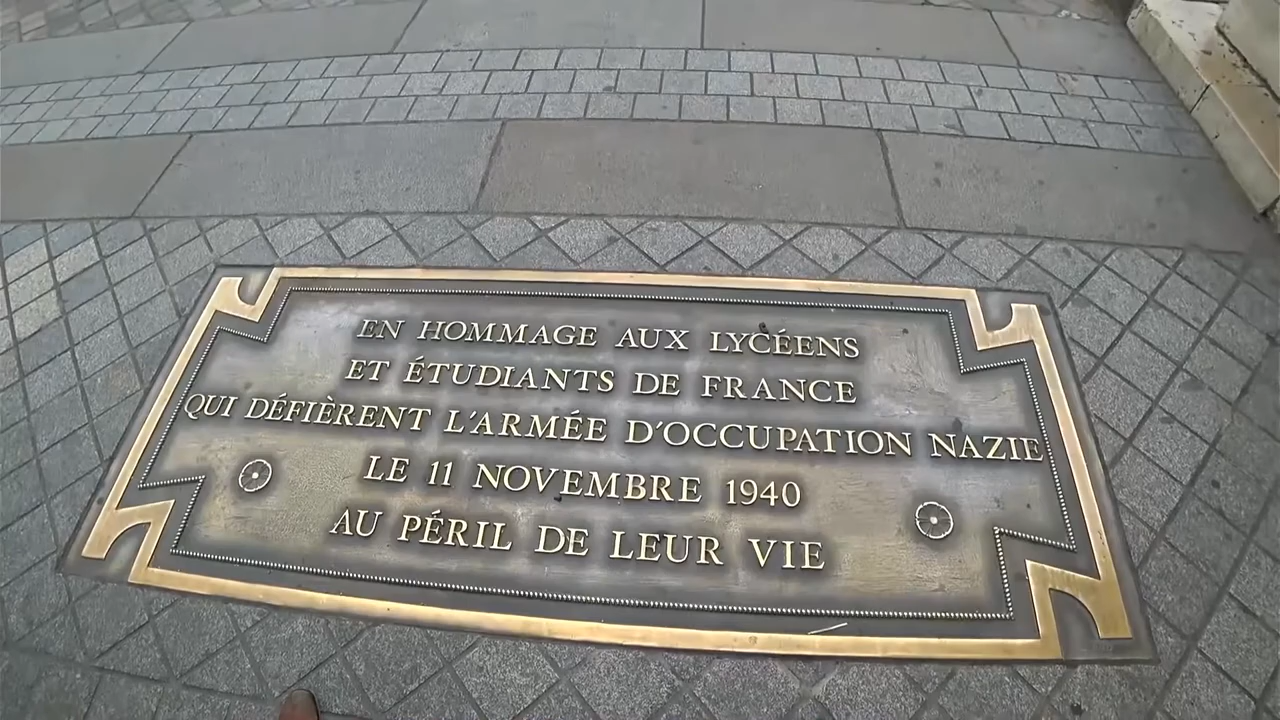 EN HOMMAGE AUX LYCÉENS
ET ÉTUDIANTS DE FRANCE
QUI DÉFIÈRENT L'ARMÉE D'OCCUPATION NAZIE
LE 11 NOVEMBRE 1940
AU PÉRIL DE LEUR VIE